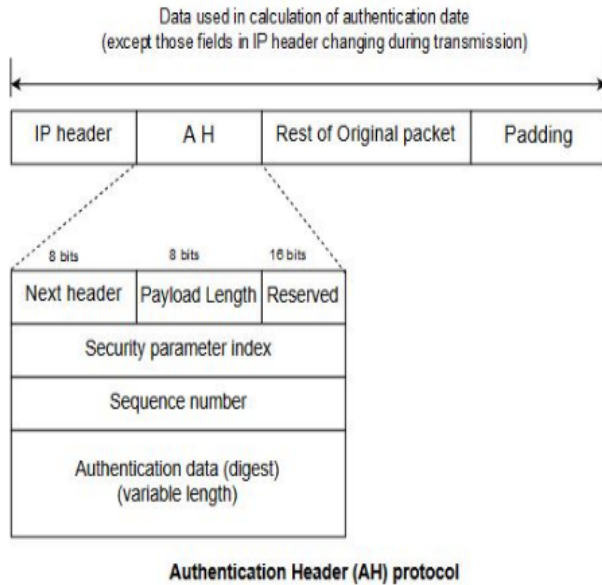 Data used in calculation of authentication date
(except those fields in IP header changing during transmission)
IP header
A H
Rest of Original packet
Padding
8 bits
8 bits
16 bits
Next header
Payload Length
Reserved
Security parameter index
Sequence number
Authentication data (digest)
(variable length)
Authentication Header (AH) protocol